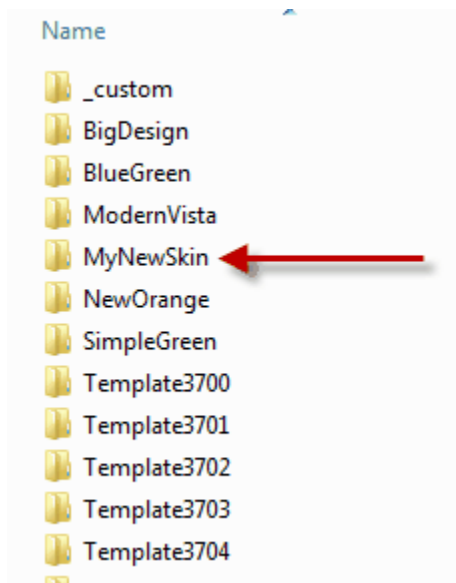 Name
_custom
BigDesign
BlueGreen
ModernVista
MyNewSkin
NewOrange
SimpleGreen
Template3700
Template3701
Template3702
Template3703
Template3704